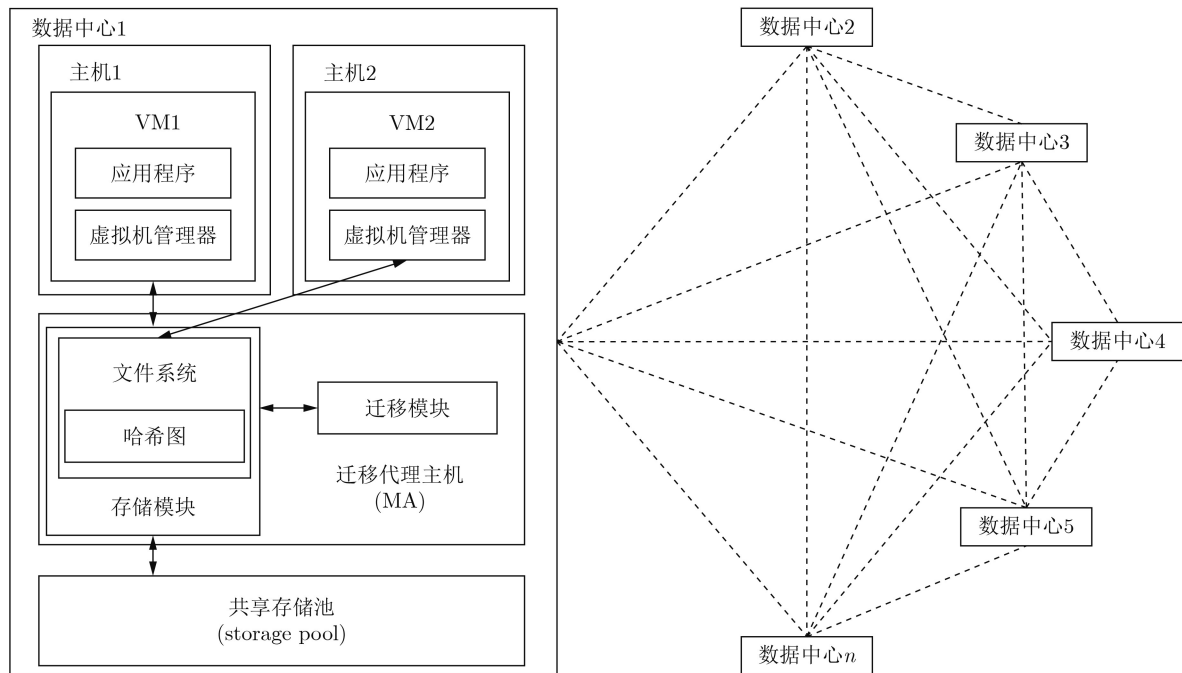 数据中心1
主机1
VM1
应用程序
虚拟机管理器
主机2
VM2
应用程序
虚拟机管理器
文件系统
哈希图
存储模块
迁移模块
迁移代理主机
(MA)
共享存储池
(storage pool)
数据中心2
数据中心3
数据中心4
数据中心5
数据中心n